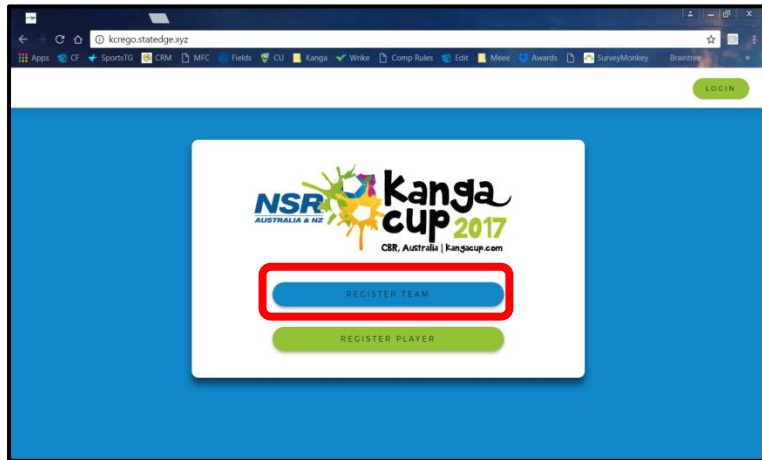 kcrego.statedge.xyz
Apps CF SportsTG CRM MFC Fields CU Kanga Wrike Comp Rules Edit Meee Awards SurveyMonkey Braintree »
LOGIN
NSR
AUSTRALIA & NZ
Kanga
cup 2017
CBR, Australia | Kangacup.com
REGISTER TEAM
REGISTER PLAYER